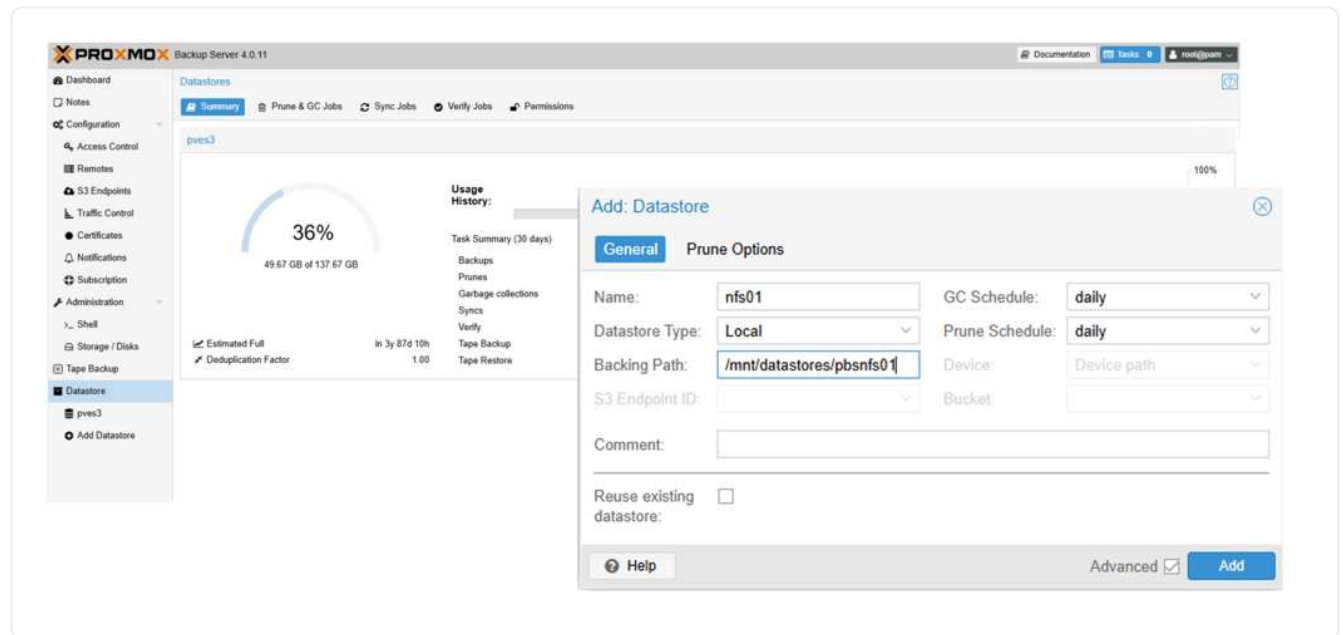 PROXMOX Backup Server 4.0.11
Documentation Tasks 0 root@pam
Dashboard
Notes
Configuration
Access Control
Remotes
S3 Endpoints
Traffic Control
Certificates
Notifications
Subscription
Administration
Shell
Storage / Disks
Tape Backup
Datastore
pves3
Add Datastore
Datastores
Summary Prune & GC Jobs Sync Jobs Verify Jobs Permissions
pves3
36%
49.67 GB of 137.67 GB
Estimated Full in 3y 87d 10h
Deduplication Factor 1.00
Usage
History:
100%
Task Summary (30 days)
Backups
Prunes
Garbage collections
Syncs
Verify
Tape Backup
Tape Restore
Add: Datastore
General Prune Options
Name: nfs01 GC Schedule: daily
Datastore Type: Local Prune Schedule: daily
Backing Path: /mnt/datastores/pbsnfs01 Device: Device path
S3 Endpoint ID: Bucket:
Comment:
Reuse existing
datastore:
Help Advanced Add